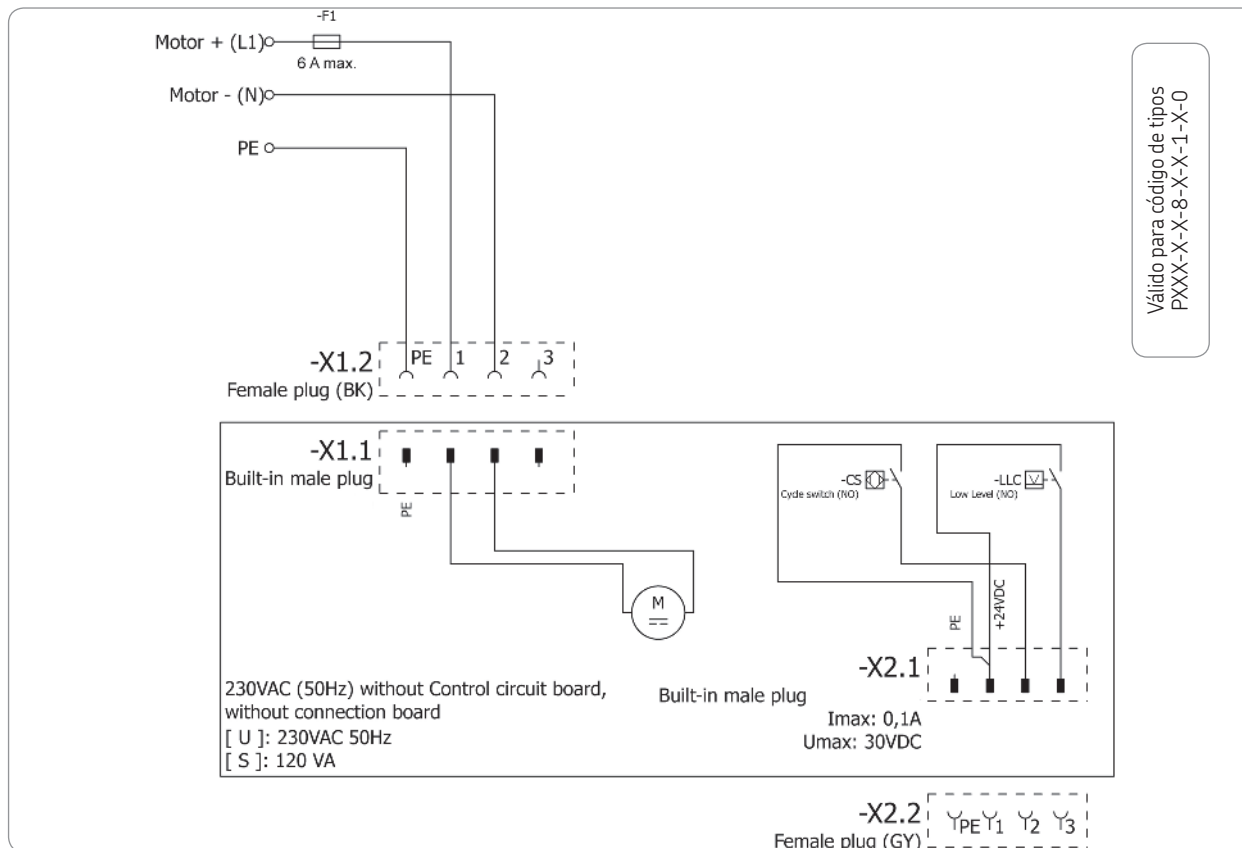 -F1
Motor + (L1)
6 A max.
Motor - (N)
PE
Válido para código de tipos
PXXX-X-X-8-X-X-1-X-0
-X1.2
PE 1 2 3
Female plug (BK)
-X1.1
Built-in male plug
PE
-CS
Cycle switch (NO)
-LLC
Low Level (NO)
M
PE
+24VDC
-X2.1
Built-in male plug
Imax: 0,1A
Umax: 30VDC
230VAC (50Hz) without Control circuit board,
without connection board
[ U ]: 230VAC 50Hz
[ S ]: 120 VA
-X2.2
PE 1 2 3
Female plug (GY)